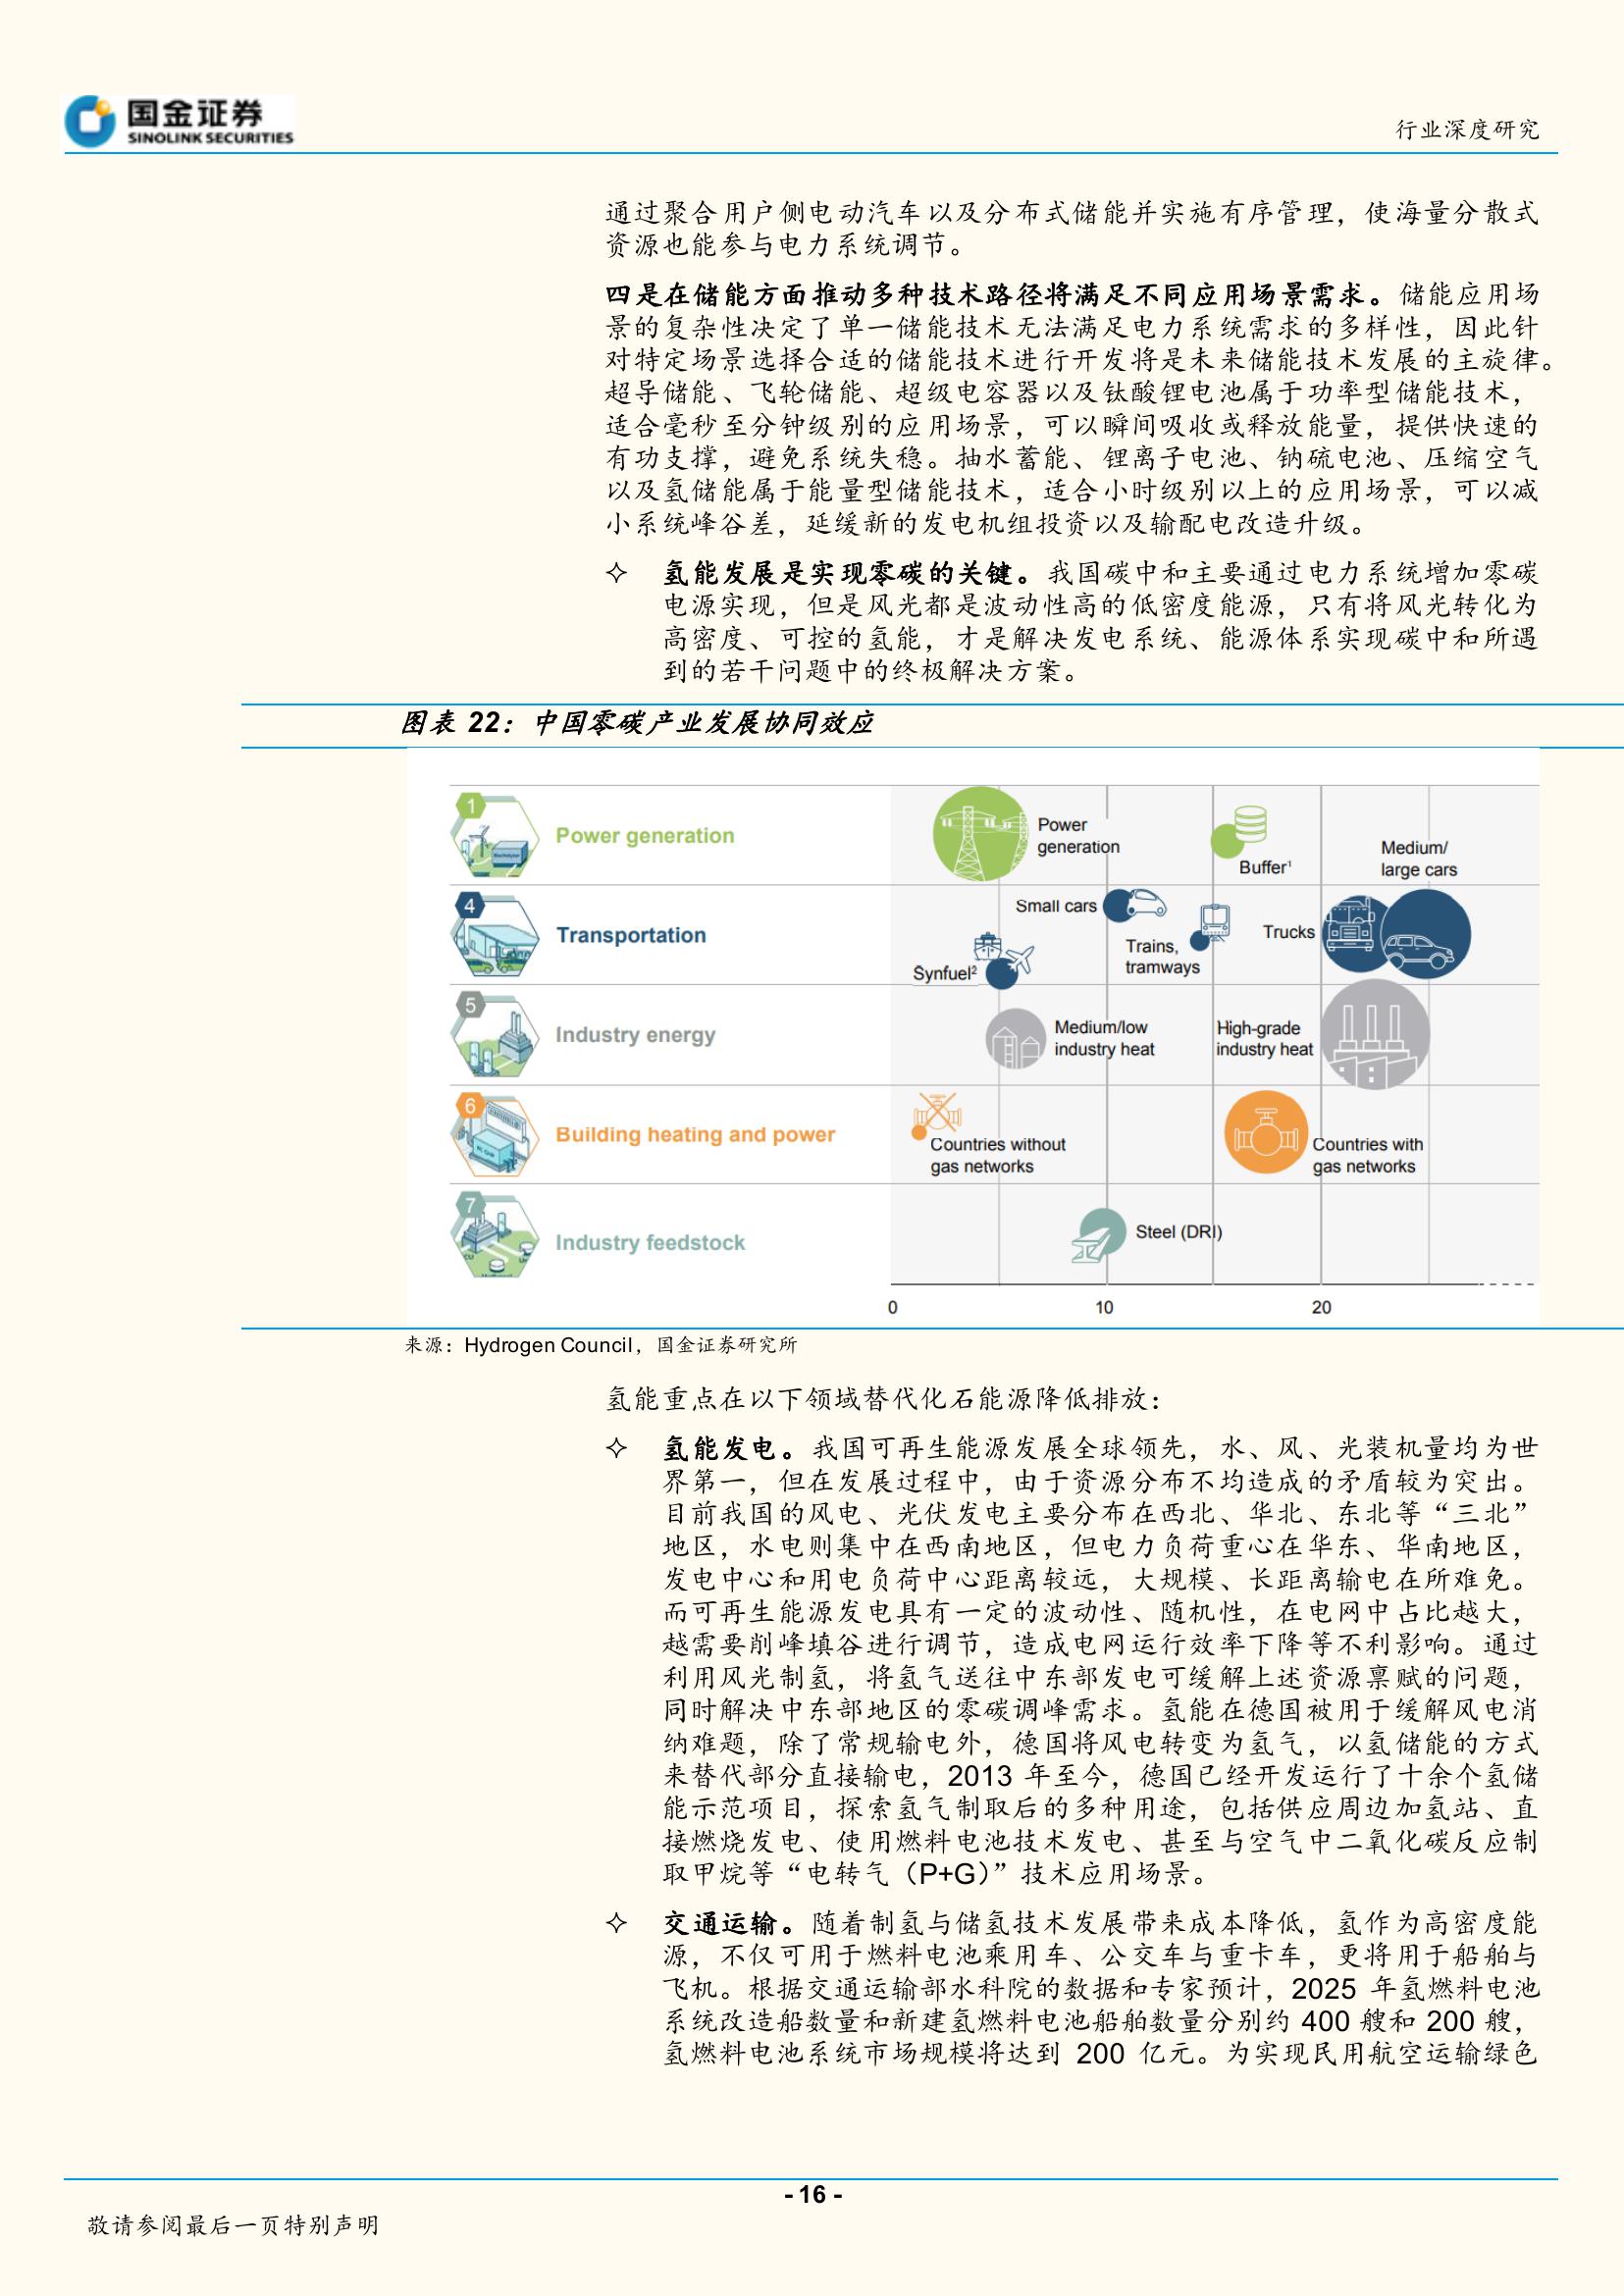 国金证券
SINOLINK SECURITIES
行业深度研究
通过聚合用户侧电动汽车以及分布式储能并实施有序管理，使海量分散式
资源也能参与电力系统调节。
四是在储能方面推动多种技术路径将满足不同应用场景需求。储能应用场
景的复杂性决定了单一储能技术无法满足电力系统需求的多样性，因此针
对特定场景选择合适的储能技术进行开发将是未来储能技术发展的主旋律。
超导储能、飞轮储能、超级电容器以及钛酸锂电池属于功率型储能技术，
适合毫秒至分钟级别的应用场景，可以瞬间吸收或释放能量，提供快速的
有功支撑，避免系统失稳。抽水蓄能、锂离子电池、钠硫电池、压缩空气
以及氢储能属于能量型储能技术，适合小时级别以上的应用场景，可以减
小系统峰谷差，延缓新的发电机组投资以及输配电改造升级。
✧ 氢能发展是实现零碳的关键。我国碳中和主要通过电力系统增加零碳
电源实现，但是风光都是波动性高的低密度能源，只有将风光转化为
高密度、可控的氢能，才是解决发电系统、能源体系实现碳中和所遇
到的若干问题中的终极解决方案。
图表 22：中国零碳产业发展协同效应
1
Power generation
Power
generation
Buffer¹
Medium/
large cars
4
Transportation
Small cars
Trains,
tramways
Trucks
Synfuel²
5
Industry energy
Medium/low
industry heat
High-grade
industry heat
6
Building heating and power
Countries without
gas networks
Countries with
gas networks
7
Industry feedstock
Steel (DRI)
0 10 20
来源：Hydrogen Council，国金证券研究所
氢能重点在以下领域替代化石能源降低排放：
✧ 氢能发电。我国可再生能源发展全球领先，水、风、光装机量均为世
界第一，但在发展过程中，由于资源分布不均造成的矛盾较为突出。
目前我国的风电、光伏发电主要分布在西北、华北、东北等“三北”
地区，水电则集中在西南地区，但电力负荷重心在华东、华南地区，
发电中心和用电负荷中心距离较远，大规模、长距离输电在所难免。
而可再生能源发电具有一定的波动性、随机性，在电网中占比越大，
越需要削峰填谷进行调节，造成电网运行效率下降等不利影响。通过
利用风光制氢，将氢气送往中东部发电可缓解上述资源禀赋的问题，
同时解决中东部地区的零碳调峰需求。氢能在德国被用于缓解风电消
纳难题，除了常规输电外，德国将风电转变为氢气，以氢储能的方式
来替代部分直接输电，2013 年至今，德国已经开发运行了十余个氢储
能示范项目，探索氢气制取后的多种用途，包括供应周边加氢站、直
接燃烧发电、使用燃料电池技术发电、甚至与空气中二氧化碳反应制
取甲烷等“电转气（P+G）”技术应用场景。
✧ 交通运输。随着制氢与储氢技术发展带来成本降低，氢作为高密度能
源，不仅可用于燃料电池乘用车、公交车与重卡车，更将用于船舶与
飞机。根据交通运输部水科院的数据和专家预计，2025 年氢燃料电池
系统改造船数量和新建氢燃料电池船舶数量分别约 400 艘和 200 艘，
氢燃料电池系统市场规模将达到 200 亿元。为实现民用航空运输绿色
- 16 -
敬请参阅最后一页特别声明